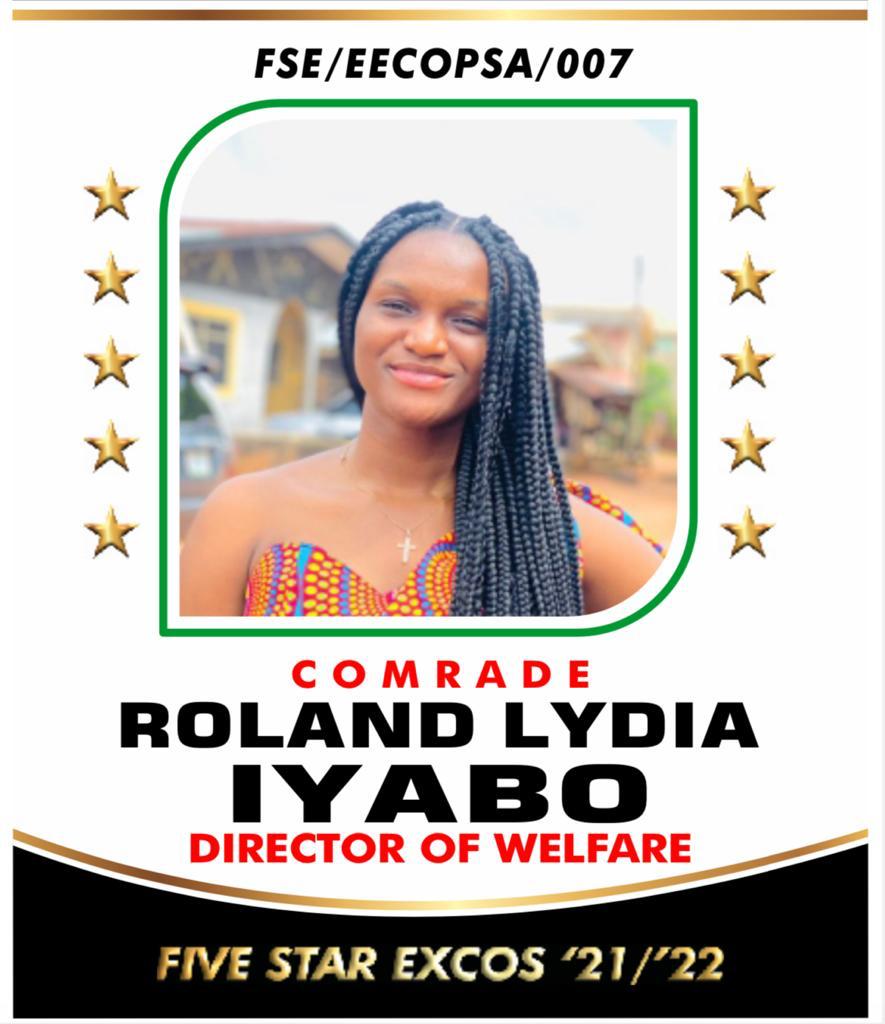 FSE/EECOPSA/007
COMRADE
ROLAND LYDIA
IYABO
DIRECTOR OF WELFARE
FIVE STAR EXCOS '21/'22